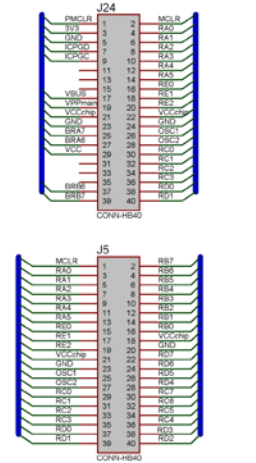 J24
PMCLR 1 2 MCLR
3V3 3 4 RA0
GND 5 6 RA1
ICPGD 7 8 RA2
ICPGC 9 10 RA3
11 12 RA4
13 14 RA5
15 16 RE0
VBUS 17 18 RE1
VPPman 19 20 RE2
VCCchip 21 22 VCCchip
GND 23 24 GND
BRA7 25 26 OSC1
BRA6 27 28 OSC2
VCC 29 30 RC0
31 32 RC1
33 34 RC2
35 36 RC3
BRB6 37 38 RD0
BRB7 39 40 RD1
CONN-HB40
J5
MCLR 1 2 RB7
RA0 3 4 RB6
RA1 5 6 RB5
RA2 7 8 RB4
RA3 9 10 RB3
RA4 11 12 RB2
RA5 13 14 RB1
RE0 15 16 RB0
RE1 17 18 VCCchip
RE2 19 20 GND
VCCchip 21 22 RD7
GND 23 24 RD6
OSC1 25 26 RD5
OSC2 27 28 RD4
RC0 29 30 RC7
RC1 31 32 RC6
RC2 33 34 RC5
RC3 35 36 RC4
RD0 37 38 RD3
RD1 39 40 RD2
CONN-HB40